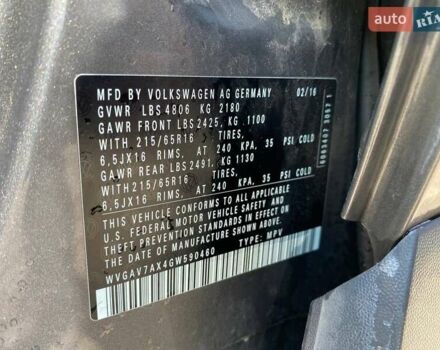 AUTO RIA
MFD BY VOLKSWAGEN AG GERMANY 02/16
GVWR LBS 4806 KG 2180
GAWR FRONT LBS 2425, KG 1100
WITH 215/65R16 TIRES,
6,5JX16 RIMS, AT 240 KPA, 35 PSI COLD
GAWR REAR LBS 2491, KG 1130
WITH 215/65R16 TIRES,
6,5JX16 RIMS, AT 240 KPA, 35 PSI COLD
THIS VEHICLE CONFORMS TO ALL APPLICABLE
U.S. FEDERAL MOTOR VEHICLE SAFETY AND
THEFT PREVENTION STANDARDS IN EFFECT
ON THE DATE OF MANUFACTURE SHOWN ABOVE
WVGAV7AX4GW590460 TYPE: MPV